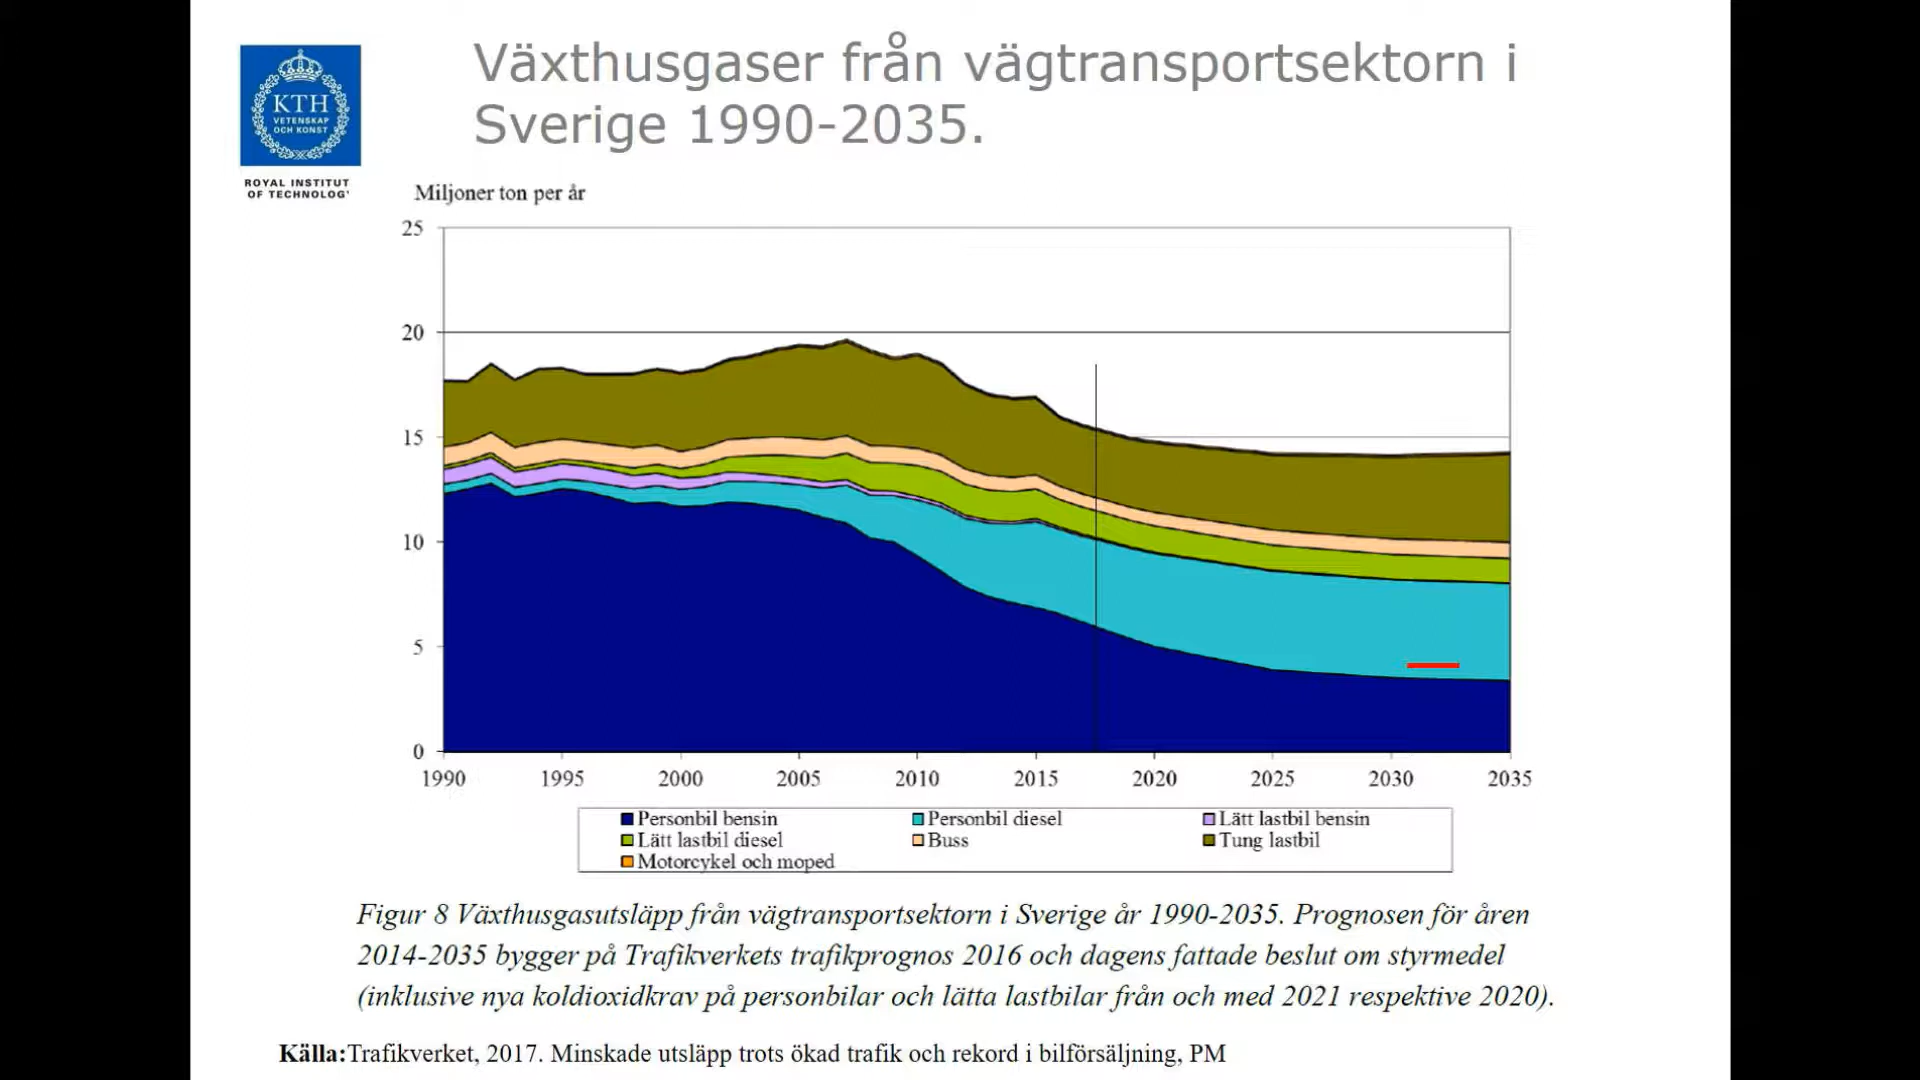 Växthusgaser från vägtransportsektorn i
Sverige 1990-2035.
KTH
VETENSKAP
OCH KONST
ROYAL INSTITUT
OF TECHNOLOG'
Miljoner ton per år
25
20
15
10
5
0
1990 1995 2000 2005 2010 2015 2020 2025 2030 2035
Personbil bensin Personbil diesel Lätt lastbil bensin
Lätt lastbil diesel Buss Tung lastbil
Motorcykel och moped
Figur 8 Växthusgasutsläpp från vägtransportsektorn i Sverige år 1990-2035. Prognosen för åren
2014-2035 bygger på Trafikverkets trafikprognos 2016 och dagens fattade beslut om styrmedel
(inklusive nya koldioxidkrav på personbilar och lätta lastbilar från och med 2021 respektive 2020).
Källa:Trafikverket, 2017. Minskade utsläpp trots ökad trafik och rekord i bilförsäljning, PM